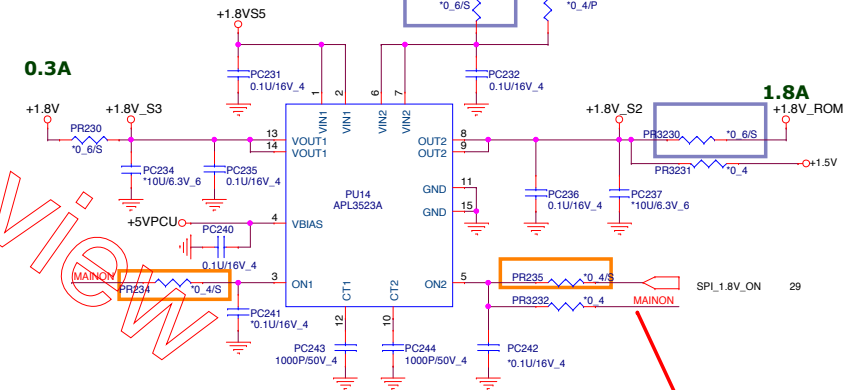 *0_6/S
*0_4/P
+1.8VS5
0.3A
PC231
0.1U/16V_4
PC232
0.1U/16V_4
1.8A
+1.8V
+1.8V_S3
+1.8V_S2
+1.8V_ROM
1
2
6
7
VIN1
VIN1
VIN2
VIN2
PR230
*0_6/S
13
14
VOUT1
VOUT1
8
9
OUT2
OUT2
PR3230
*0_6/S
PR3231
*0_4
+1.5V
PC234
*10U/6.3V_6
PC235
0.1U/16V_4
PU14
APL3523A
GND
11
GND
15
PC236
0.1U/16V_4
PC237
*10U/6.3V_6
+5VPCU
4
VBIAS
PC240
0.1U/16V_4
MAINON
PR234
*0_4/S
3
ON1
ON2
5
PR235
*0_4/S
SPI_1.8V_ON
29
PR3232
*0_4
MAINON
CT1
CT2
12
10
PC241
*0.1U/16V_4
PC243
1000P/50V_4
PC244
1000P/50V_4
PC242
*0.1U/16V_4
view